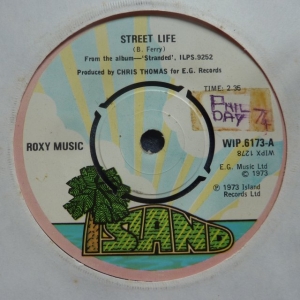 STREET LIFE
(B. Ferry)
From the album—'Stranded', ILPS.9252
Produced by CHRIS THOMAS for E.G. Records
TIME: 2.36
PHIL
DAY 74
ROXY MUSIC
WIP.6173-A
WIPX 1278
E.G. Music Ltd
© 1973
℗ 1973 Island
Records Ltd
ISLAND